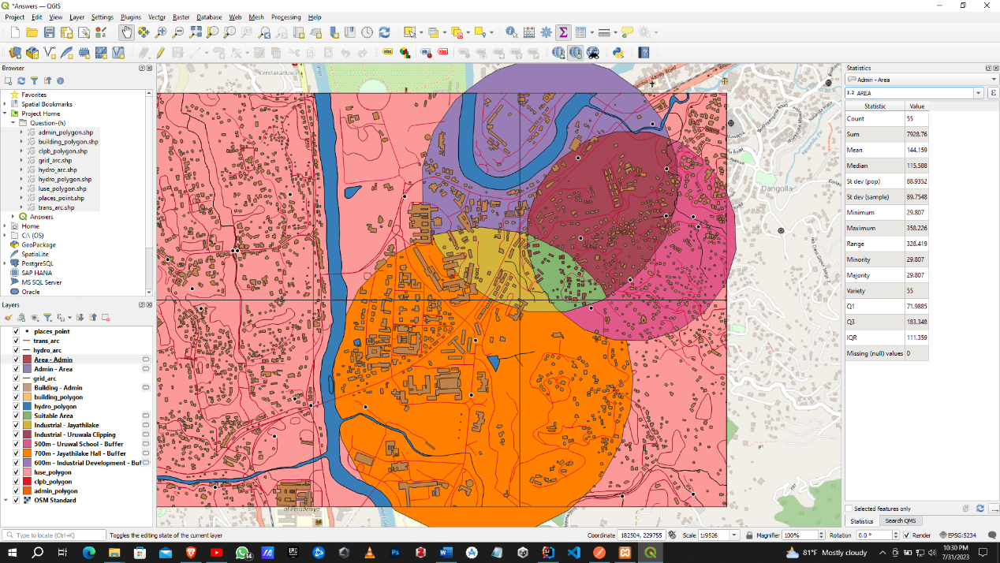 *Answers — QGIS
Project Edit View Layer Settings Plugins Vector Raster Database Web Mesh Processing Help
Browser
Favorites
Spatial Bookmarks
Project Home
Question-(h)
admin_polygon.shp
building_polygon.shp
clpb_polygon.shp
grid_arc.shp
hydro_arc.shp
hydro_polygon.shp
luse_polygon.shp
places_point.shp
trans_arc.shp
Answers
Home
C:\ (OS)
GeoPackage
SpatiaLite
PostgreSQL
SAP HANA
MS SQL Server
Oracle
Layers
places_point
trans_arc
hydro_arc
Area - Admin
Admin - Area
grid_arc
Building - Admin
building_polygon
hydro_polygon
Suitable Area
Industrial - Jayathilake
Industrial - Uruwala Clipping
500m - Uruwal School - Buffer
700m - Jayathilake Hall - Buffer
600m - Industrial Development - Buf
luse_polygon
clpb_polygon
admin_polygon
OSM Standard
Kendakaduwa
Dangolla
of Peradeniya
Statistics
Admin - Area
1.2 AREA
Statistic Value
Count 55
Sum 7928.76
Mean 144.159
Median 115.588
St dev (pop) 88.9352
St dev (sample) 89.7548
Minimum 29.807
Maximum 358.226
Range 328.419
Minority 29.807
Majority 29.807
Variety 55
Q1 71.9885
Q3 183.348
IQR 111.359
Missing (null) values 0
Selected features only
Statistics Search QMS
Type to locate (Ctrl+K) Toggles the editing state of the current layer Coordinate 182504, 229755 Scale 1:9526 Magnifier 100% Rotation 0.0 ° Render EPSG:5234
14 81°F Mostly cloudy 10:30 PM
7/31/2023